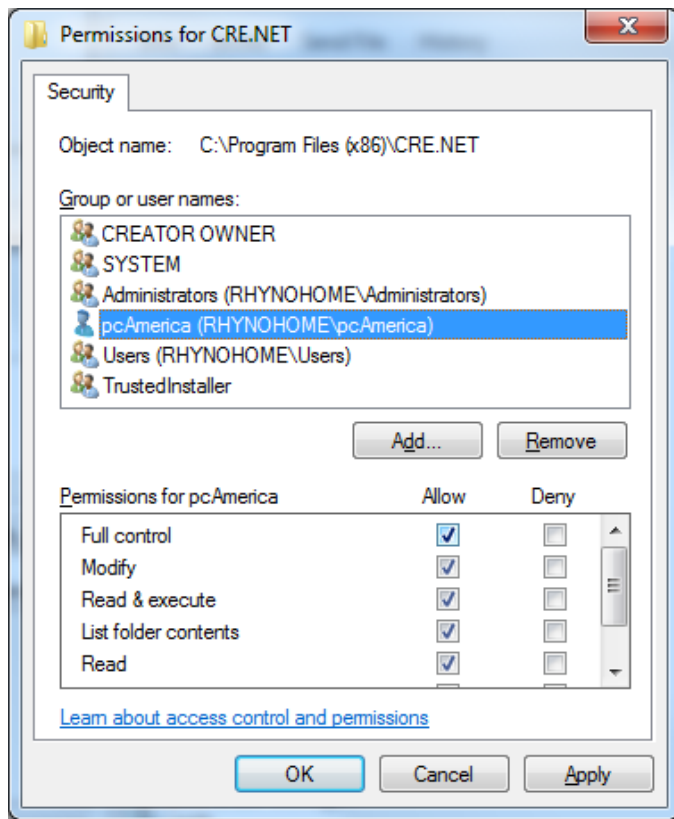 Permissions for CRE.NET
Security
Object name: C:\Program Files (x86)\CRE.NET
Group or user names:
CREATOR OWNER
SYSTEM
Administrators (RHYNOHOME\Administrators)
pcAmerica (RHYNOHOME\pcAmerica)
Users (RHYNOHOME\Users)
TrustedInstaller
Add... Remove
Permissions for pcAmerica Allow Deny
Full control
Modify
Read & execute
List folder contents
Read
Learn about access control and permissions
OK Cancel Apply